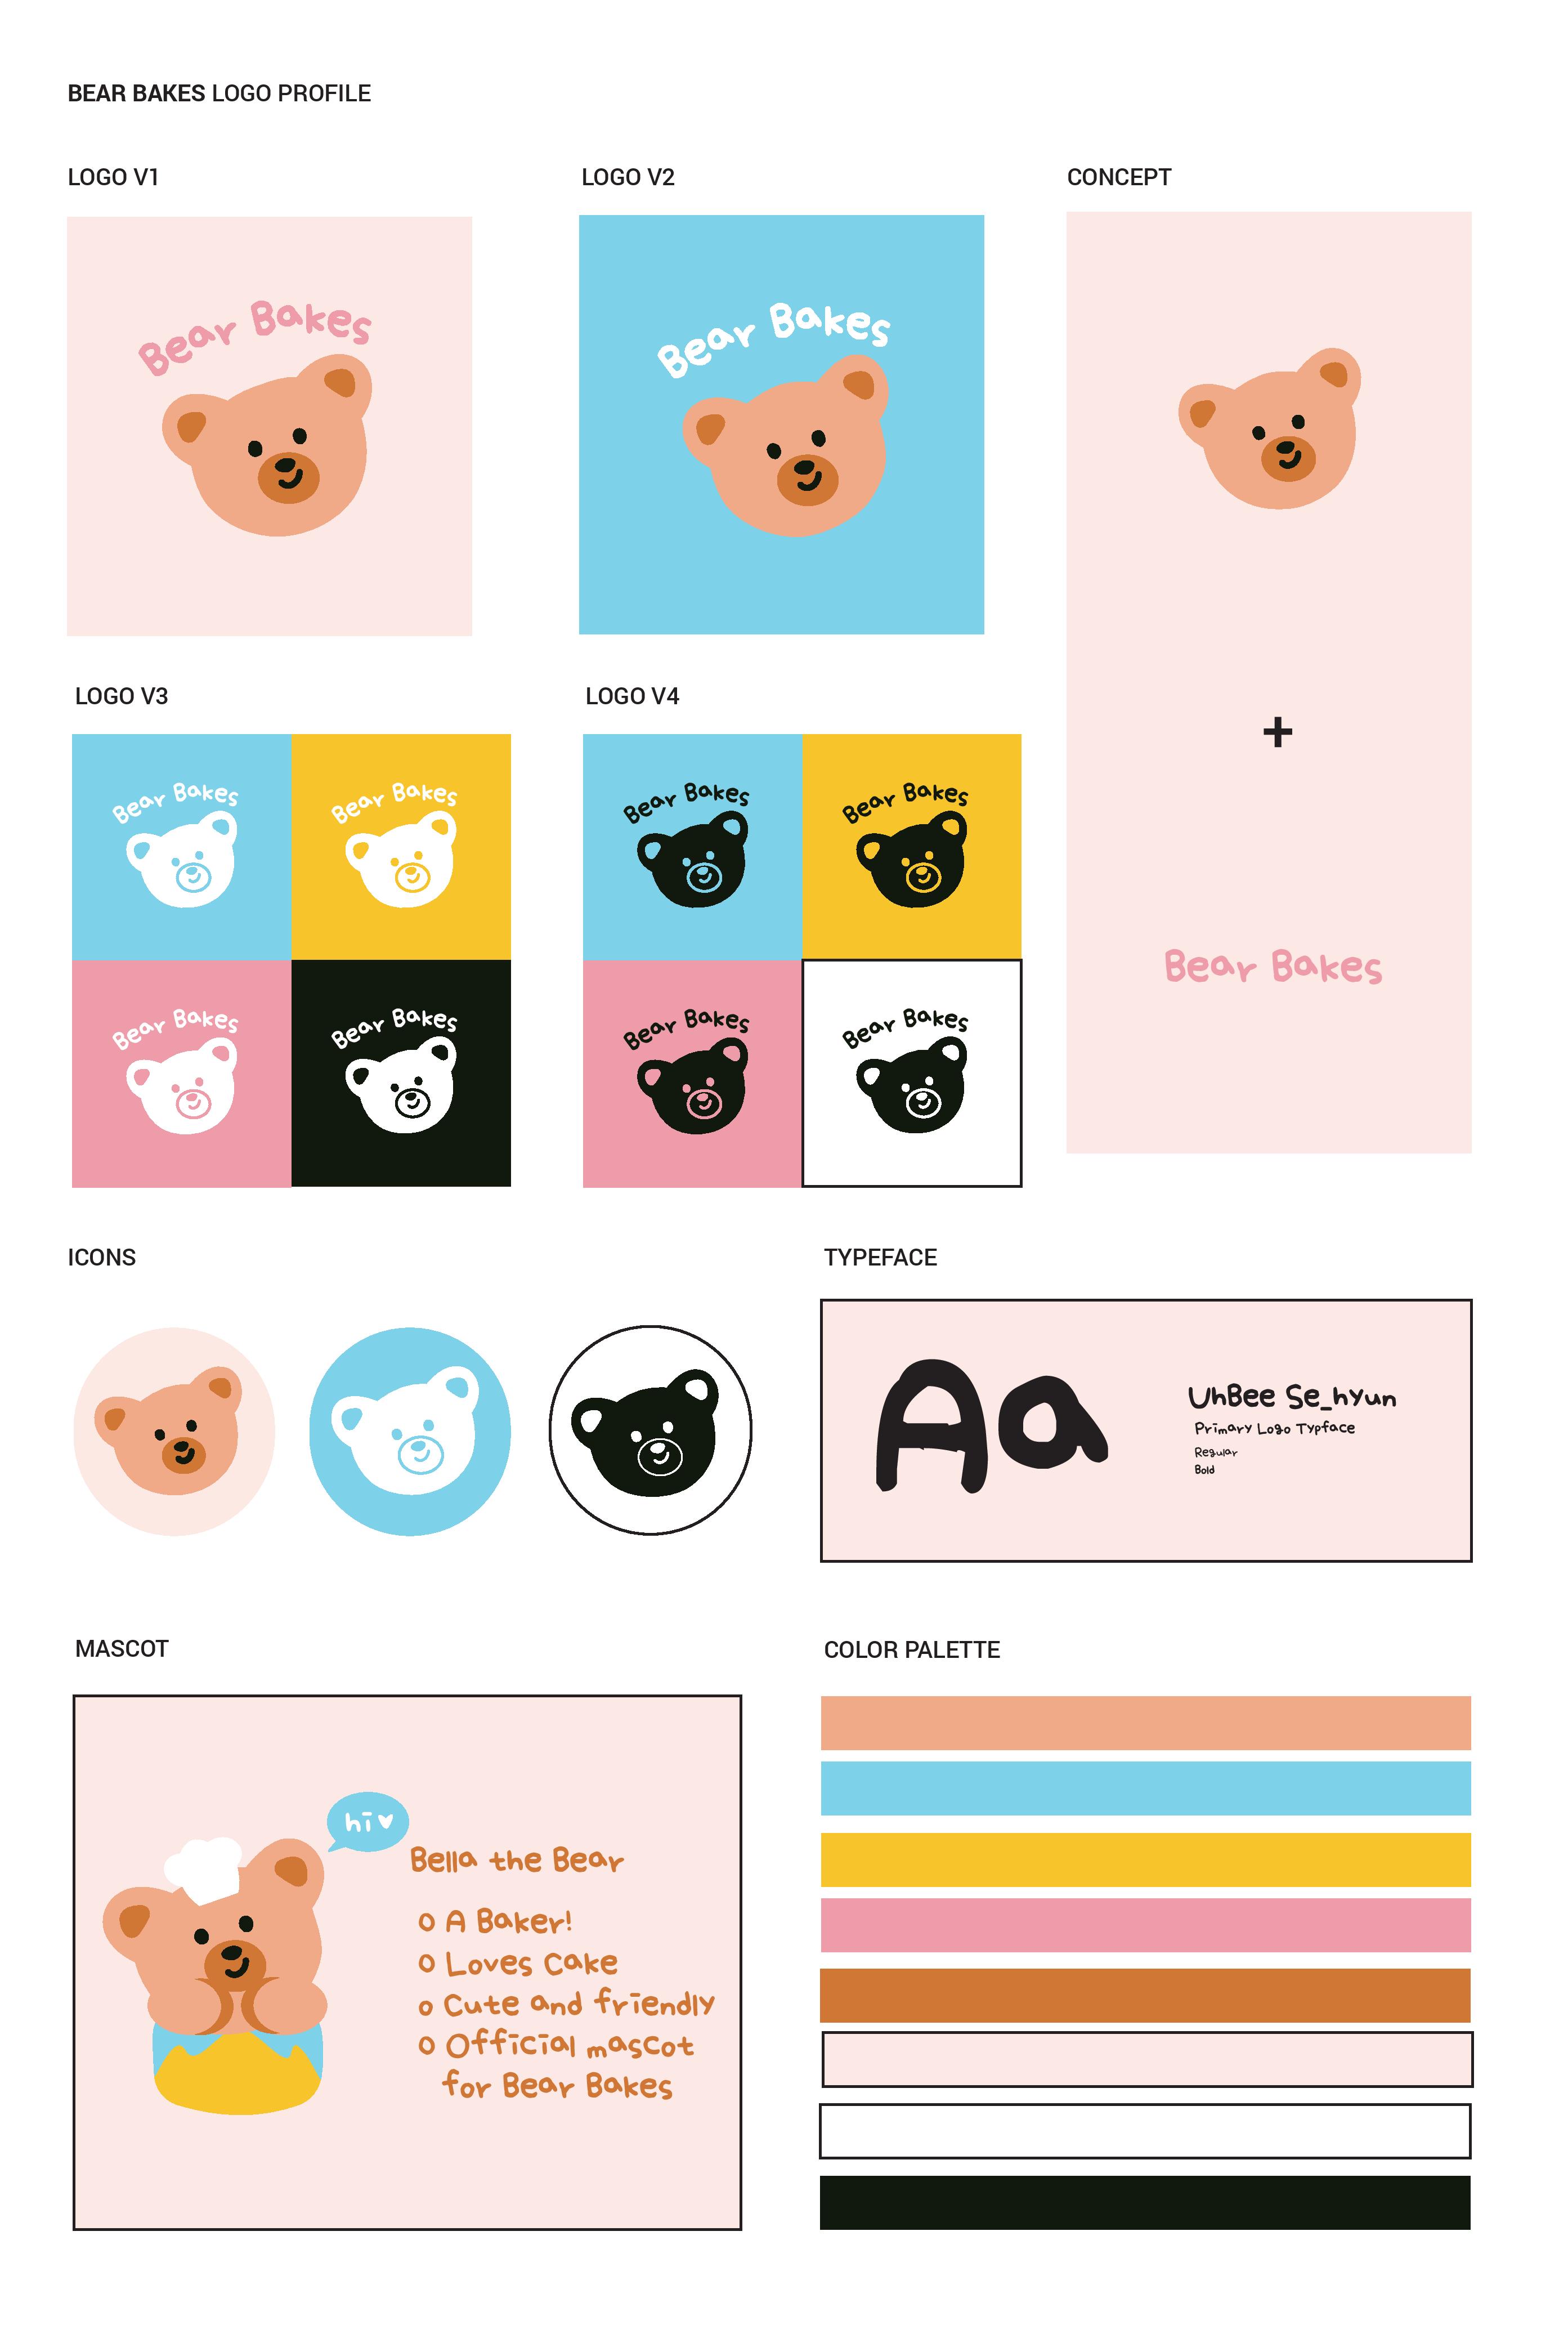 BEAR BAKES LOGO PROFILE
LOGO V1
LOGO V2
CONCEPT
Bear Bakes
Bear Bakes
+
Bear Bakes
LOGO V3
LOGO V4
Bear Bakes
Bear Bakes
Bear Bakes
Bear Bakes
Bear Bakes
Bear Bakes
Bear Bakes
Bear Bakes
ICONS
TYPEFACE
Aa
UhBee Se_hyun
Primary Logo Typface
Regular
Bold
MASCOT
hi♥
Bella the Bear
o A Baker!
o Loves Cake
o Cute and friendly
o Official mascot
for Bear Bakes
COLOR PALETTE